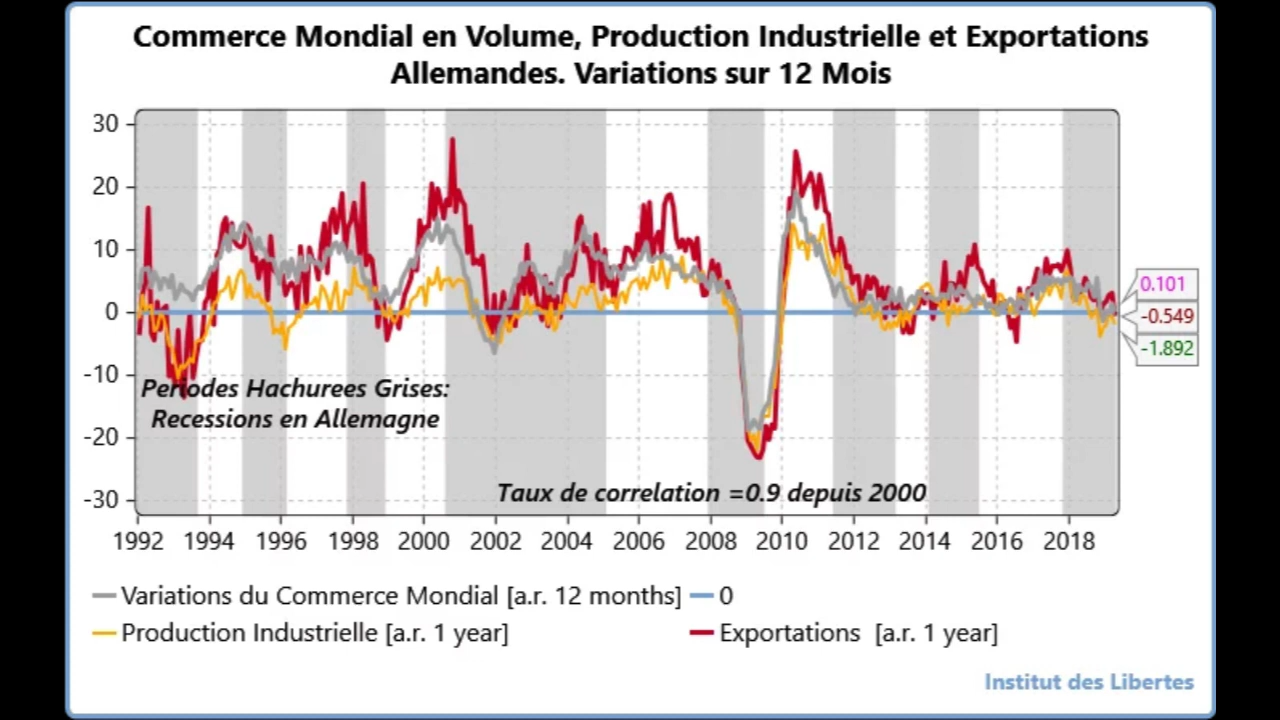 Commerce Mondial en Volume, Production Industrielle et Exportations
Allemandes. Variations sur 12 Mois
30
20
10
0
-10
-20
-30
0.101
-0.549
-1.892
Periodes Hachurees Grises:
Recessions en Allemagne
Taux de correlation =0.9 depuis 2000
1992 1994 1996 1998 2000 2002 2004 2006 2008 2010 2012 2014 2016 2018
Variations du Commerce Mondial [a.r. 12 months] 0
Production Industrielle [a.r. 1 year] Exportations [a.r. 1 year]
Institut des Libertes